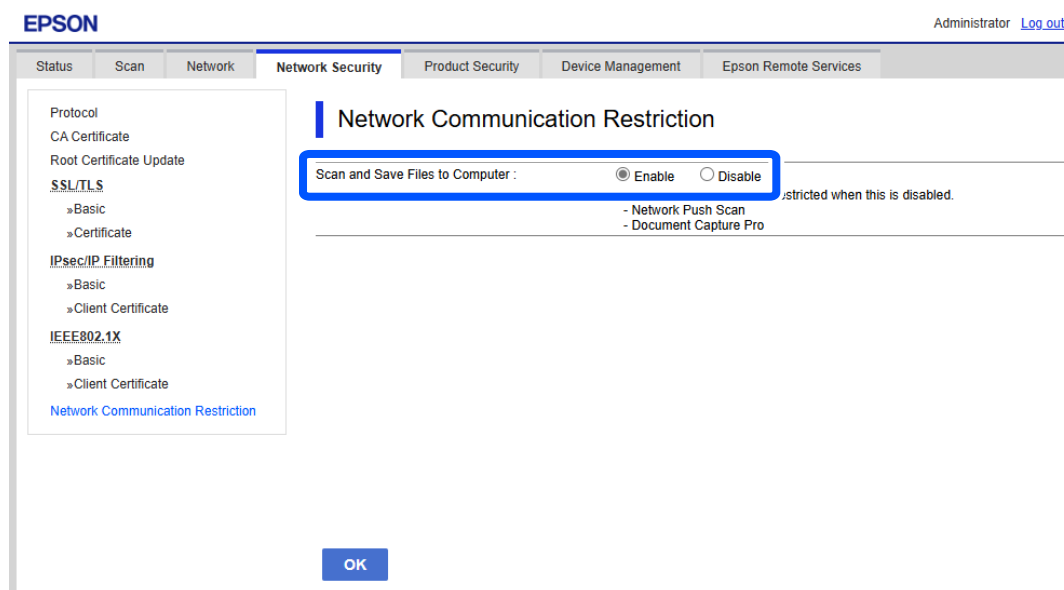 EPSON
Administrator Log out
Status Scan Network Network Security Product Security Device Management Epson Remote Services
Protocol
CA Certificate
Root Certificate Update
SSL/TLS
»Basic
»Certificate
IPsec/IP Filtering
»Basic
»Client Certificate
IEEE802.1X
»Basic
»Client Certificate
Network Communication Restriction
Network Communication Restriction
Scan and Save Files to Computer : Enable Disable
when this is disabled.
- Network Push Scan
- Document Capture Pro
OK